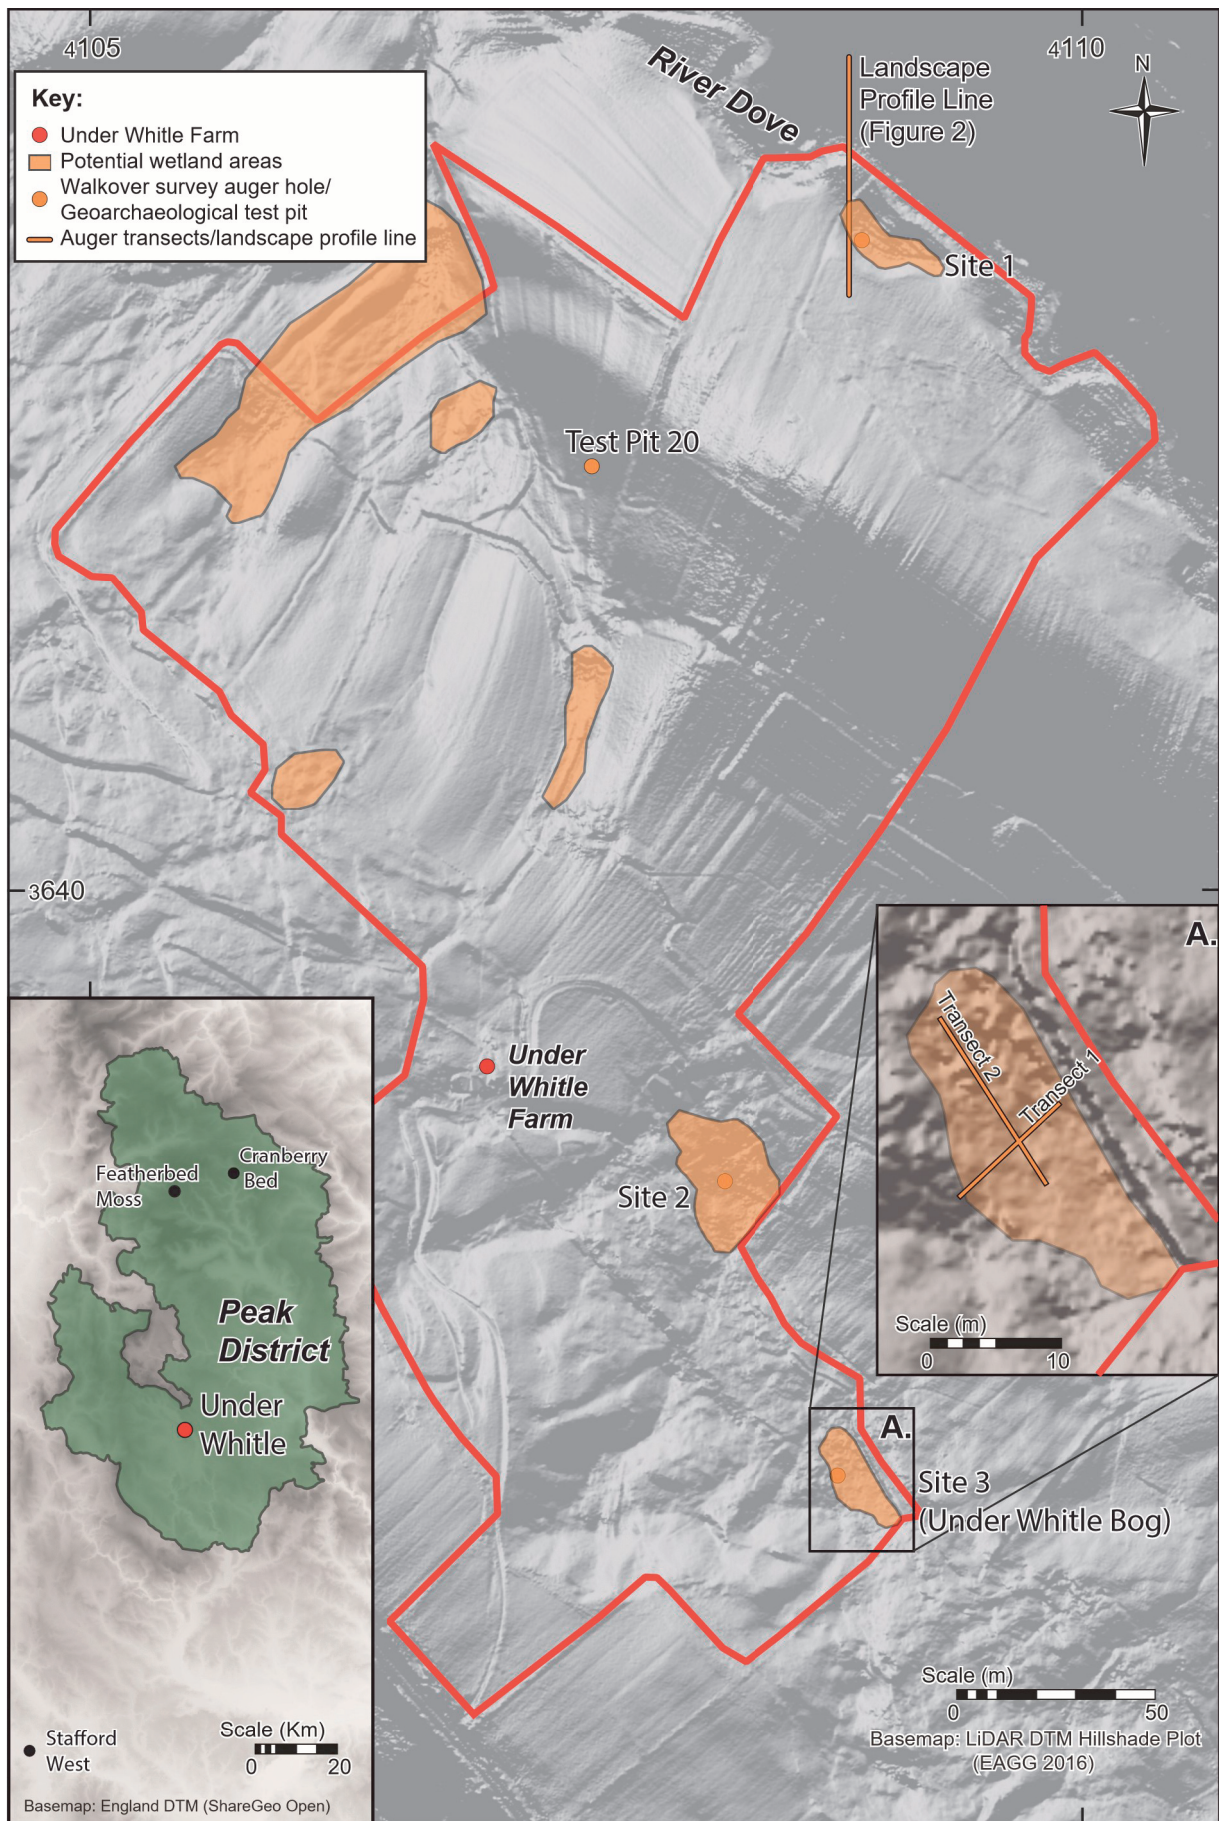 4105
4110
River Dove
Landscape
Profile Line
(Figure 2)
N
Key:
Under Whitle Farm
Potential wetland areas
Walkover survey auger hole/
Geoarchaeological test pit
Auger transects/landscape profile line
Site 1
Test Pit 20
3640
A.
Transect 2
Transect 1
Scale (m)
0 10
Under
Whitle
Farm
Site 2
Cranberry
Bed
Featherbed
Moss
Peak
District
Under
Whitle
A.
Site 3
(Under Whitle Bog)
Scale (m)
0 50
Basemap: LiDAR DTM Hillshade Plot
(EAGG 2016)
Stafford
West
Scale (Km)
0 20
Basemap: England DTM (ShareGeo Open)